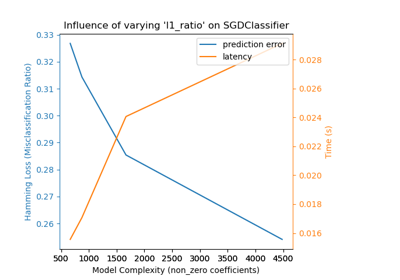 Influence of varying 'l1_ratio' on SGDClassifier
prediction error
latency
0.33
0.32
0.31
0.30
0.29
0.28
0.27
0.26
Hamming Loss (Misclassification Ratio)
0.028
0.026
0.024
0.022
0.020
0.018
0.016
Time (s)
500 1000 1500 2000 2500 3000 3500 4000 4500
Model Complexity (non_zero coefficients)